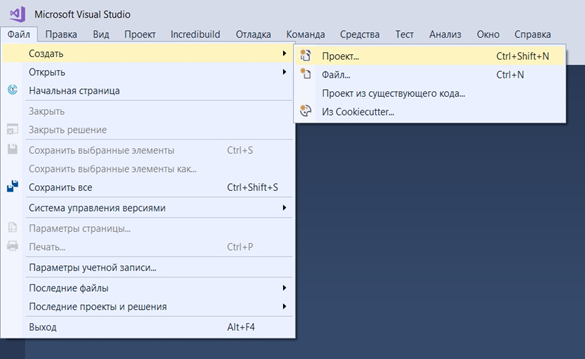 Microsoft Visual Studio
Файл Правка Вид Проект Incredibuild Отладка Команда Средства Тест Анализ Окно Справка
Создать
Открыть
Начальная страница
Закрыть
Закрыть решение
Сохранить выбранные элементы Ctrl+S
Сохранить выбранные элементы как...
Сохранить все Ctrl+Shift+S
Система управления версиями
Параметры страницы...
Печать... Ctrl+P
Параметры учетной записи...
Последние файлы
Последние проекты и решения
Выход Alt+F4
Проект... Ctrl+Shift+N
Файл... Ctrl+N
Проект из существующего кода...
Из Cookiecutter...